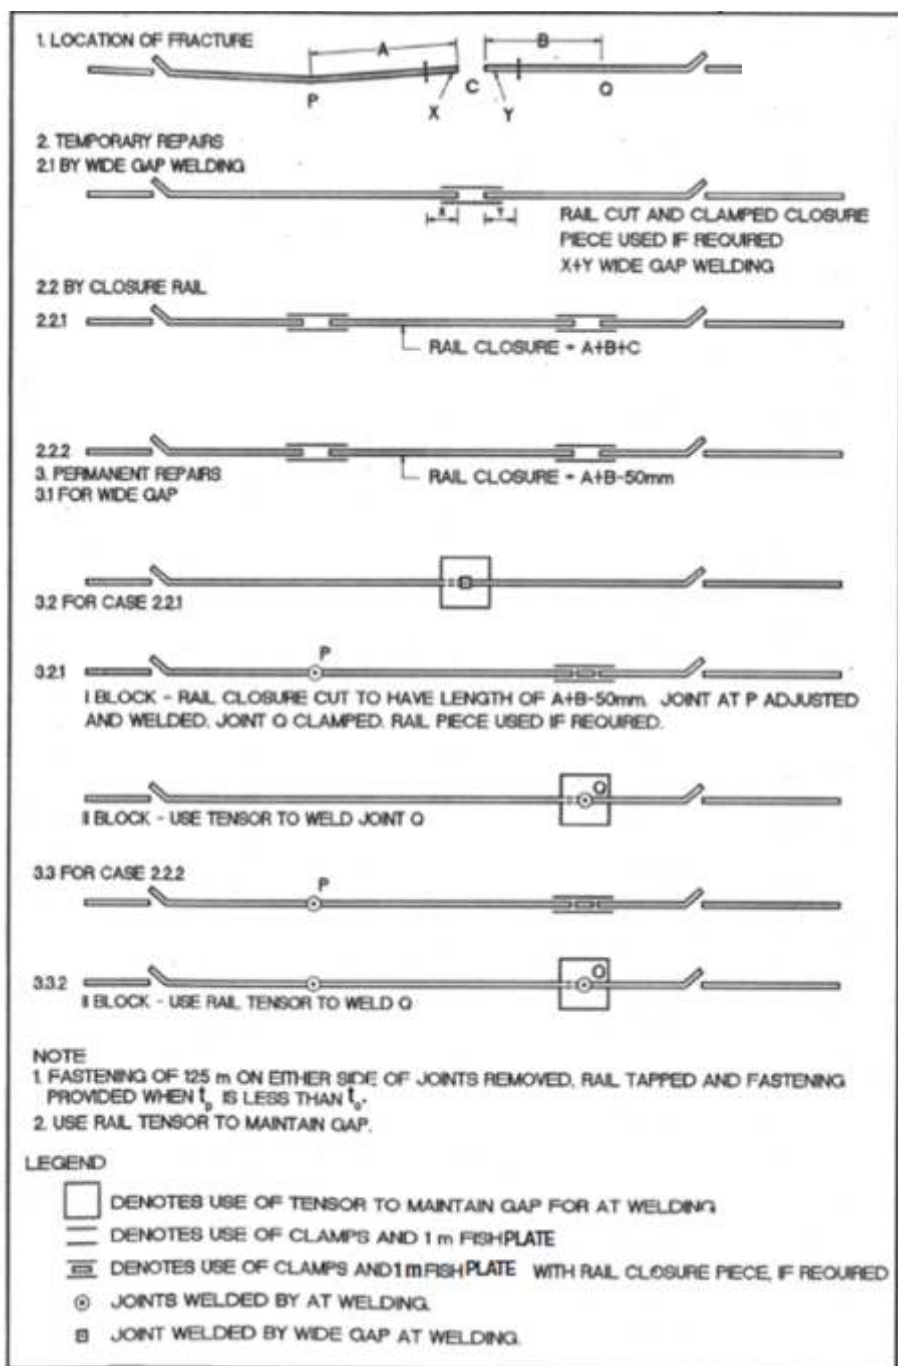 1. LOCATION OF FRACTURE
A
B
P
X
C
Y
Q
2. TEMPORARY REPAIRS
2.1 BY WIDE GAP WELDING
X
Y
RAIL CUT AND CLAMPED CLOSURE
PIECE USED IF REQUIRED
X+Y WIDE GAP WELDING
2.2 BY CLOSURE RAIL
2.2.1
RAIL CLOSURE = A+B+C
2.2.2
RAIL CLOSURE = A+B-50mm
3. PERMANENT REPAIRS
3.1 FOR WIDE GAP
3.2 FOR CASE 2.2.1
P
3.2.1
I BLOCK - RAIL CLOSURE CUT TO HAVE LENGTH OF A+B-50mm. JOINT AT P ADJUSTED
AND WELDED. JOINT Q CLAMPED. RAIL PIECE USED IF REQUIRED.
Q
II BLOCK - USE TENSOR TO WELD JOINT Q
3.3 FOR CASE 2.2.2
P
3.3.2
Q
II BLOCK - USE RAIL TENSOR TO WELD Q
NOTE
1. FASTENING OF 125 m ON EITHER SIDE OF JOINTS REMOVED, RAIL TAPPED AND FASTENING
PROVIDED WHEN tp IS LESS THAN to.
2. USE RAIL TENSOR TO MAINTAIN GAP.
LEGEND
DENOTES USE OF TENSOR TO MAINTAIN GAP FOR AT WELDING
DENOTES USE OF CLAMPS AND 1 m FISHPLATE
DENOTES USE OF CLAMPS AND 1m FISHPLATE WITH RAIL CLOSURE PIECE, IF REQUIRED
JOINTS WELDED BY AT WELDING.
JOINT WELDED BY WIDE GAP AT WELDING.